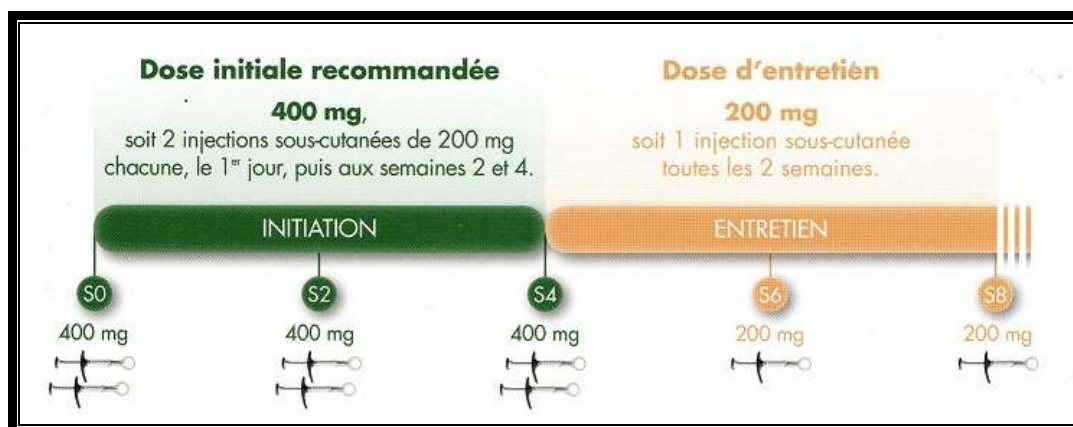 Dose initiale recommandée
400 mg,
soit 2 injections sous-cutanées de 200 mg
chacune, le 1er jour, puis aux semaines 2 et 4.
Dose d'entretien
200 mg
soit 1 injection sous-cutanée
toutes les 2 semaines.
INITIATION
ENTRETIEN
S0
S2
S4
S6
S8
400 mg
400 mg
400 mg
200 mg
200 mg